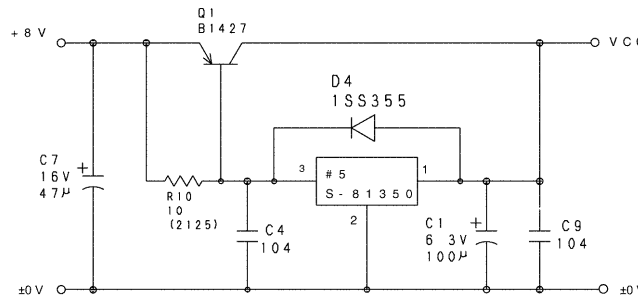 Q1
B1427
+8V
VCC
D4
1SS355
C7
16V
47μ
+
R10
10
(2125)
3
#5
S-81350
1
2
C4
104
C1
6 3V
100μ
+
C9
104
±0V
±0V